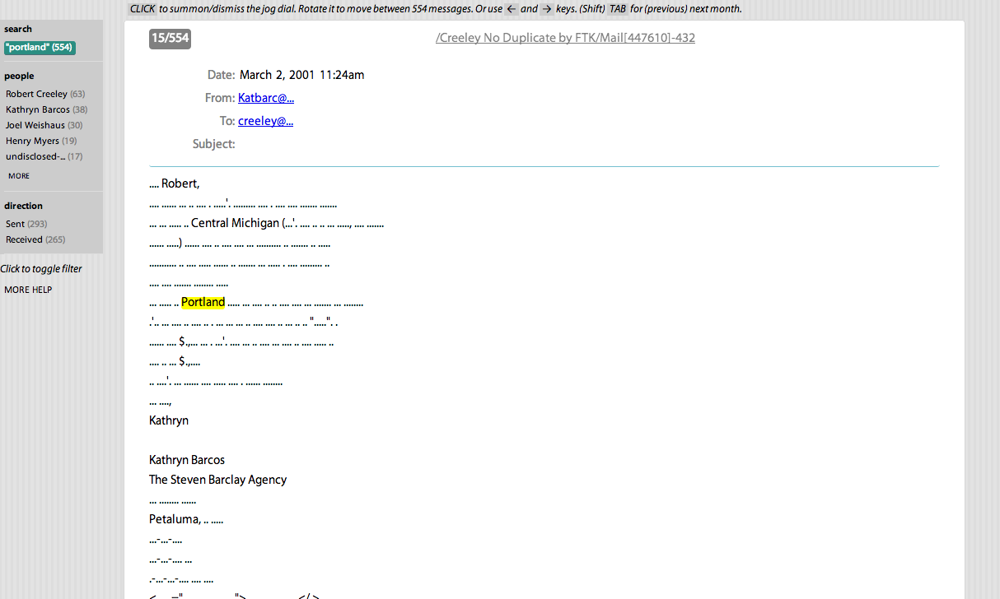 CLICK to summon/dismiss the jog dial. Rotate it to move between 554 messages. Or use ← and → keys. (Shift) TAB for (previous) next month.
search
"portland" (554)
people
Robert Creeley (63)
Kathryn Barcos (38)
Joel Weishaus (30)
Henry Myers (19)
undisclosed-... (17)
MORE
direction
Sent (293)
Received (265)
Click to toggle filter
MORE HELP
15/554
/Creeley No Duplicate by FTK/Mail[447610]-432
Date: March 2, 2001 11:24am
From: Katbarc@...
To: creeley@...
Subject:
.... Robert,
.... ...... ... .. .... . .....'. ......... .... . .... .... ....... .......
... ... ..... .. Central Michigan (...'. .... .. .. ... ....., .... .......
...... .....) ...... .... .. .... .... ... .......... .. ....... .. .....
........... .. .... ..... ...... .. ....... ... ..... . .... ......... ..
.... .... ....... ........ .....
... ..... .. Portland ..... ... .... .. .. .... .... ... ....... ... ........
.'.. ... .... .. .... .. . ... ... ... .. .... .... .. ... .. .. ".....". .
...... .... $.,... ... . ...'. .... ... .. .... ... .... .. .... ..... ..
.... .. ... $.,....
.. ....'. ... ...... .... ..... .... . ...... ........
... ....,
Kathryn
Kathryn Barcos
The Steven Barclay Agency
... ........ ......
Petaluma, .. .....
...-...-....
...-...-.... ...
.-...-...-.... .... ....